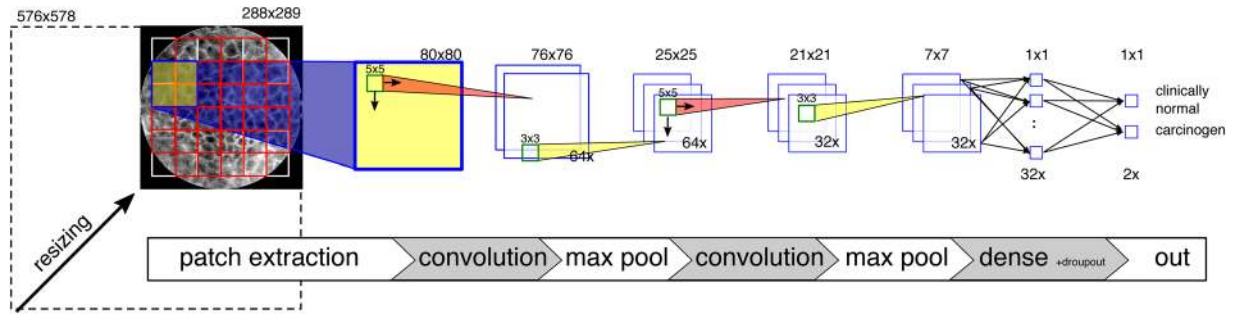 576x578
288x289
80x80
76x76
25x25
21x21
7x7
1x1
1x1
5x5
5x5
3x3
3x3
64x
64x
32x
32x
clinically
normal
carcinogen
:
32x
2x
resizing
patch extraction
convolution
max pool
convolution
max pool
dense +droupout
out